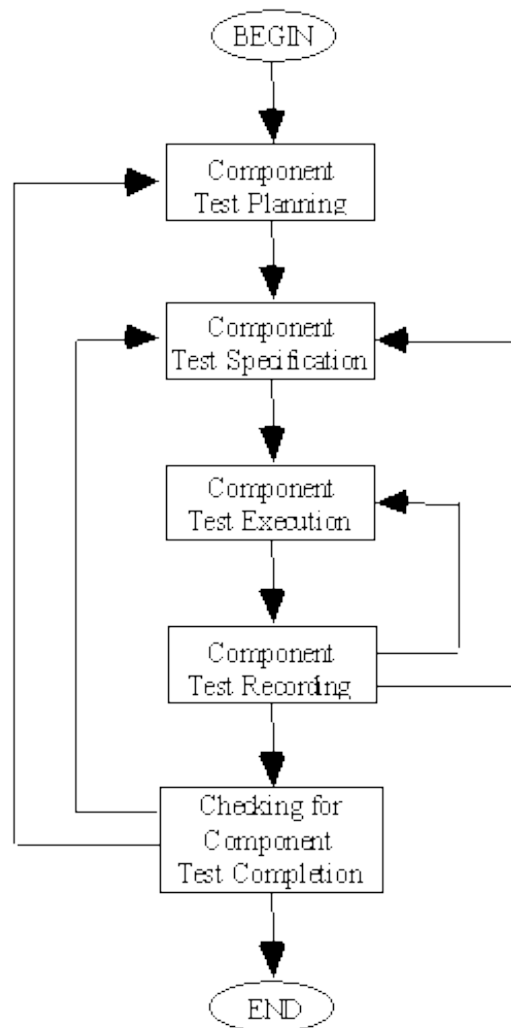 BEGIN
Component
Test Planning
Component
Test Specification
Component
Test Execution
Component
Test Recording
Checking for
Component
Test Completion
END